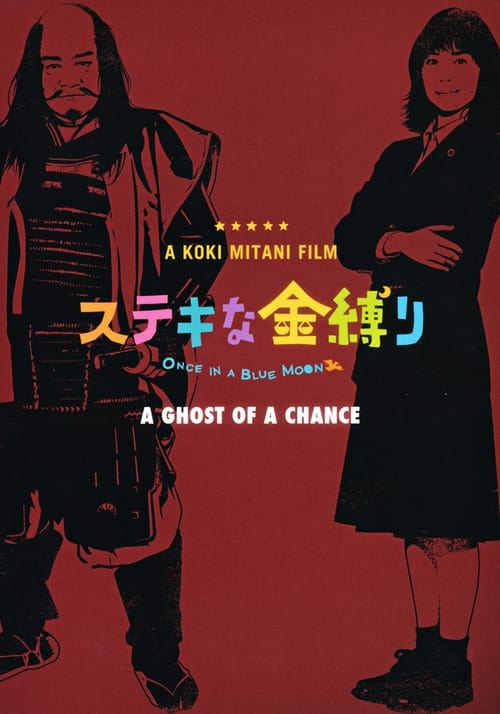 A KOKI MITANI FILM
ステキな金縛り
ONCE IN A BLUE MOON
A GHOST OF A CHANCE